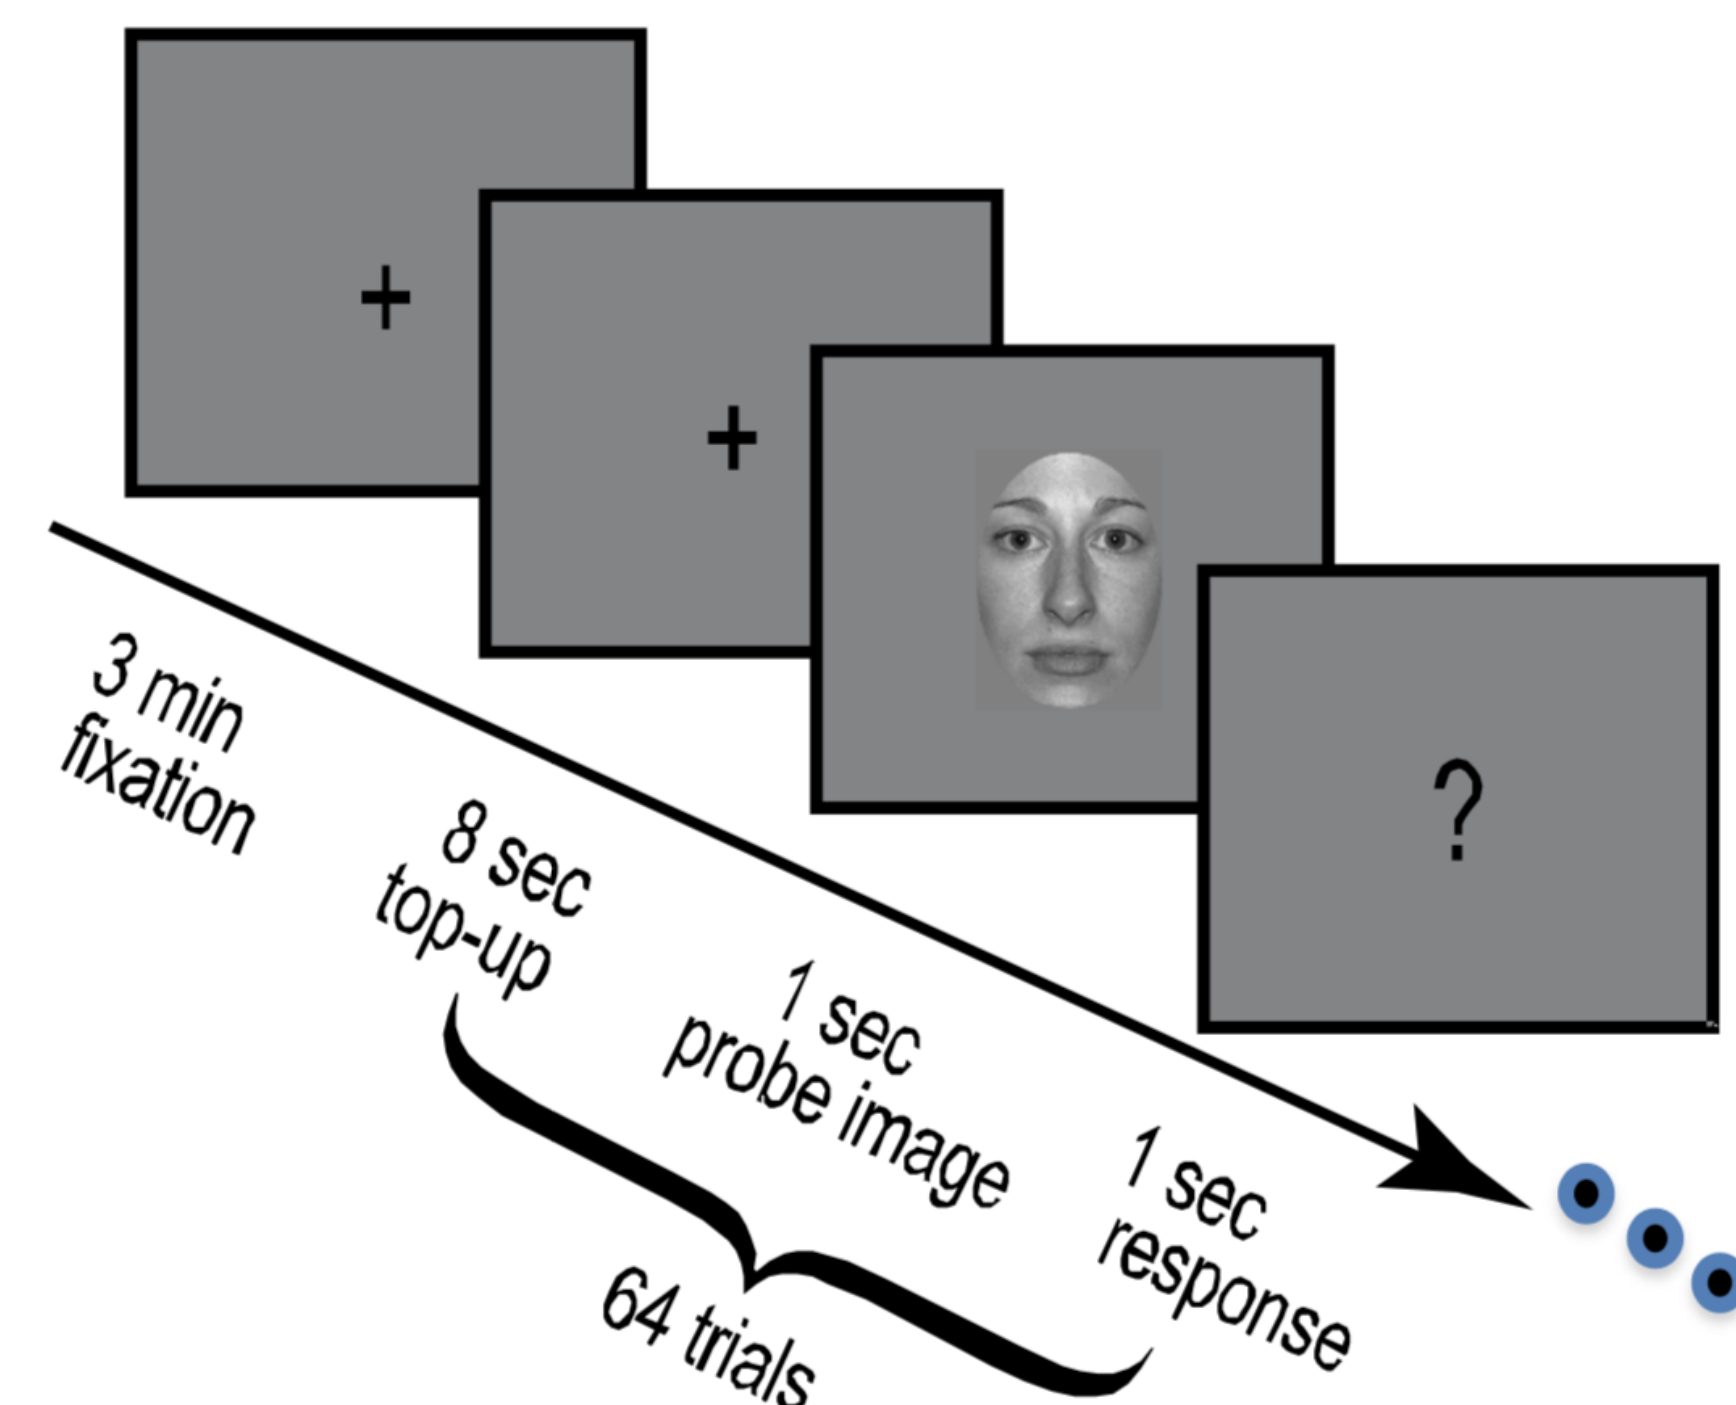 +
+
?
3 min
fixation
8 sec
top-up
1 sec
probe image
1 sec
response
64 trials